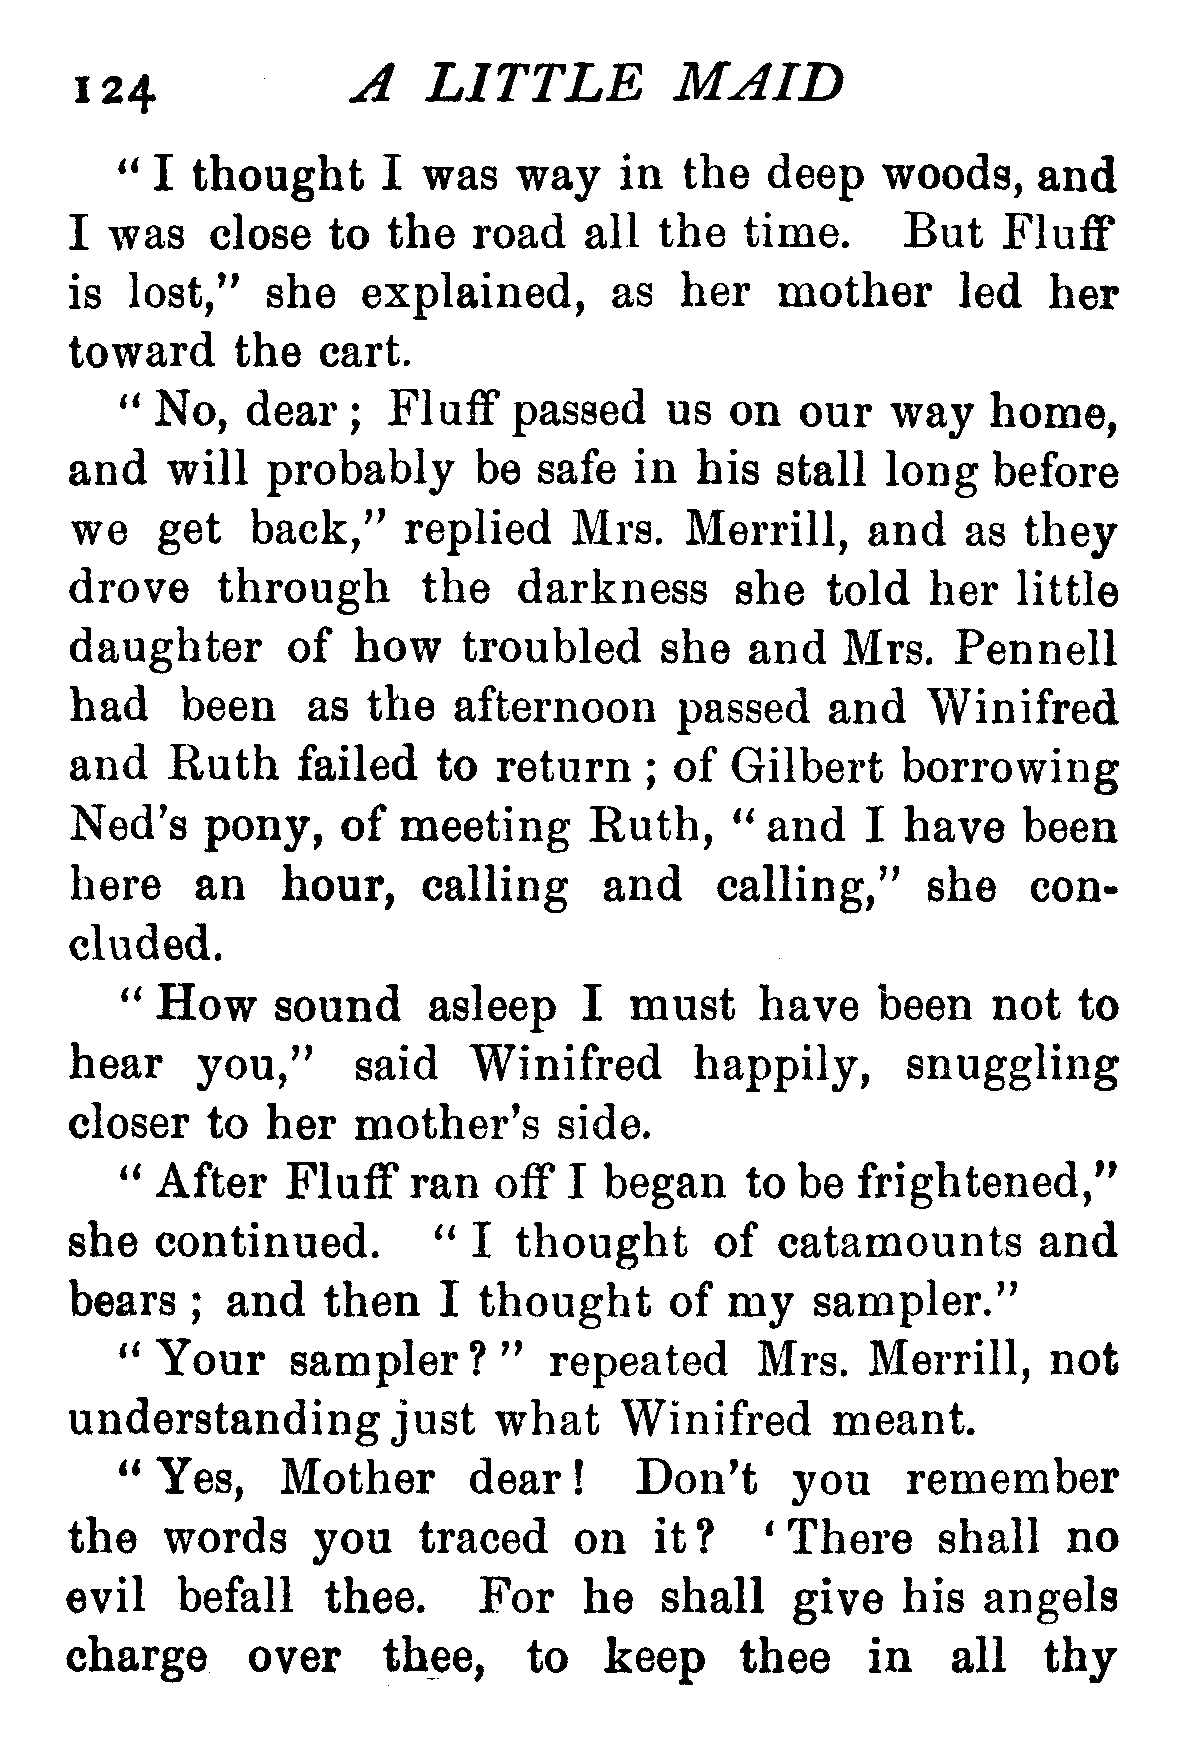 124 A LITTLE MAID
“ I thought I was way in the deep woods, and
I was close to the road all the time. But Fluff
is lost,” she explained, as her mother led her
toward the cart.
“ No, dear ; Fluff passed us on our way home,
and will probably be safe in his stall long before
we get back,” replied Mrs. Merrill, and as they
drove through the darkness she told her little
daughter of how troubled she and Mrs. Pennell
had been as the afternoon passed and Winifred
and Ruth failed to return ; of Gilbert borrowing
Ned’s pony, of meeting Ruth, “ and I have been
here an hour, calling and calling,” she con-
cluded.
“ How sound asleep I must have been not to
hear you,” said Winifred happily, snuggling
closer to her mother’s side.
“ After Fluff ran off I began to be frightened,”
she continued. “ I thought of catamounts and
bears ; and then I thought of my sampler.”
“ Your sampler ? ” repeated Mrs. Merrill, not
understanding just what Winifred meant.
“ Yes, Mother dear ! Don’t you remember
the words you traced on it ? ‘ There shall no
evil befall thee. For he shall give his angels
charge over thee, to keep thee in all thy